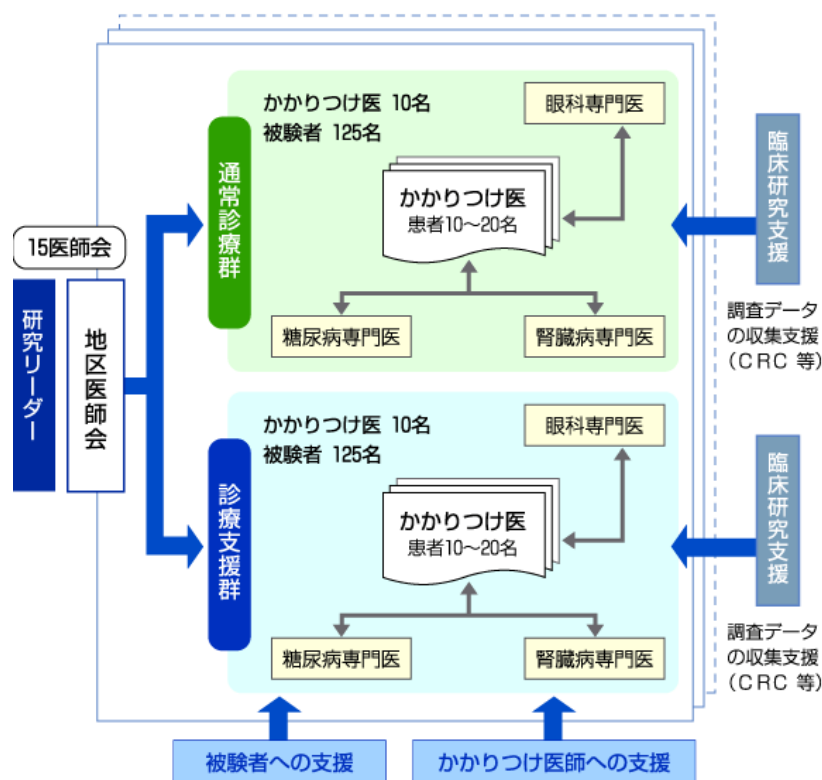 15医師会
研究リーダー
地区医師会
通常診療群
かかりつけ医 10名
被験者 125名
眼科専門医
かかりつけ医
患者10〜20名
糖尿病専門医
腎臓病専門医
臨床研究支援
調査データ
の収集支援
(CRC 等)
診療支援群
かかりつけ医 10名
被験者 125名
眼科専門医
かかりつけ医
患者10〜20名
糖尿病専門医
腎臓病専門医
臨床研究支援
調査データ
の収集支援
(CRC 等)
被験者への支援
かかりつけ医師への支援